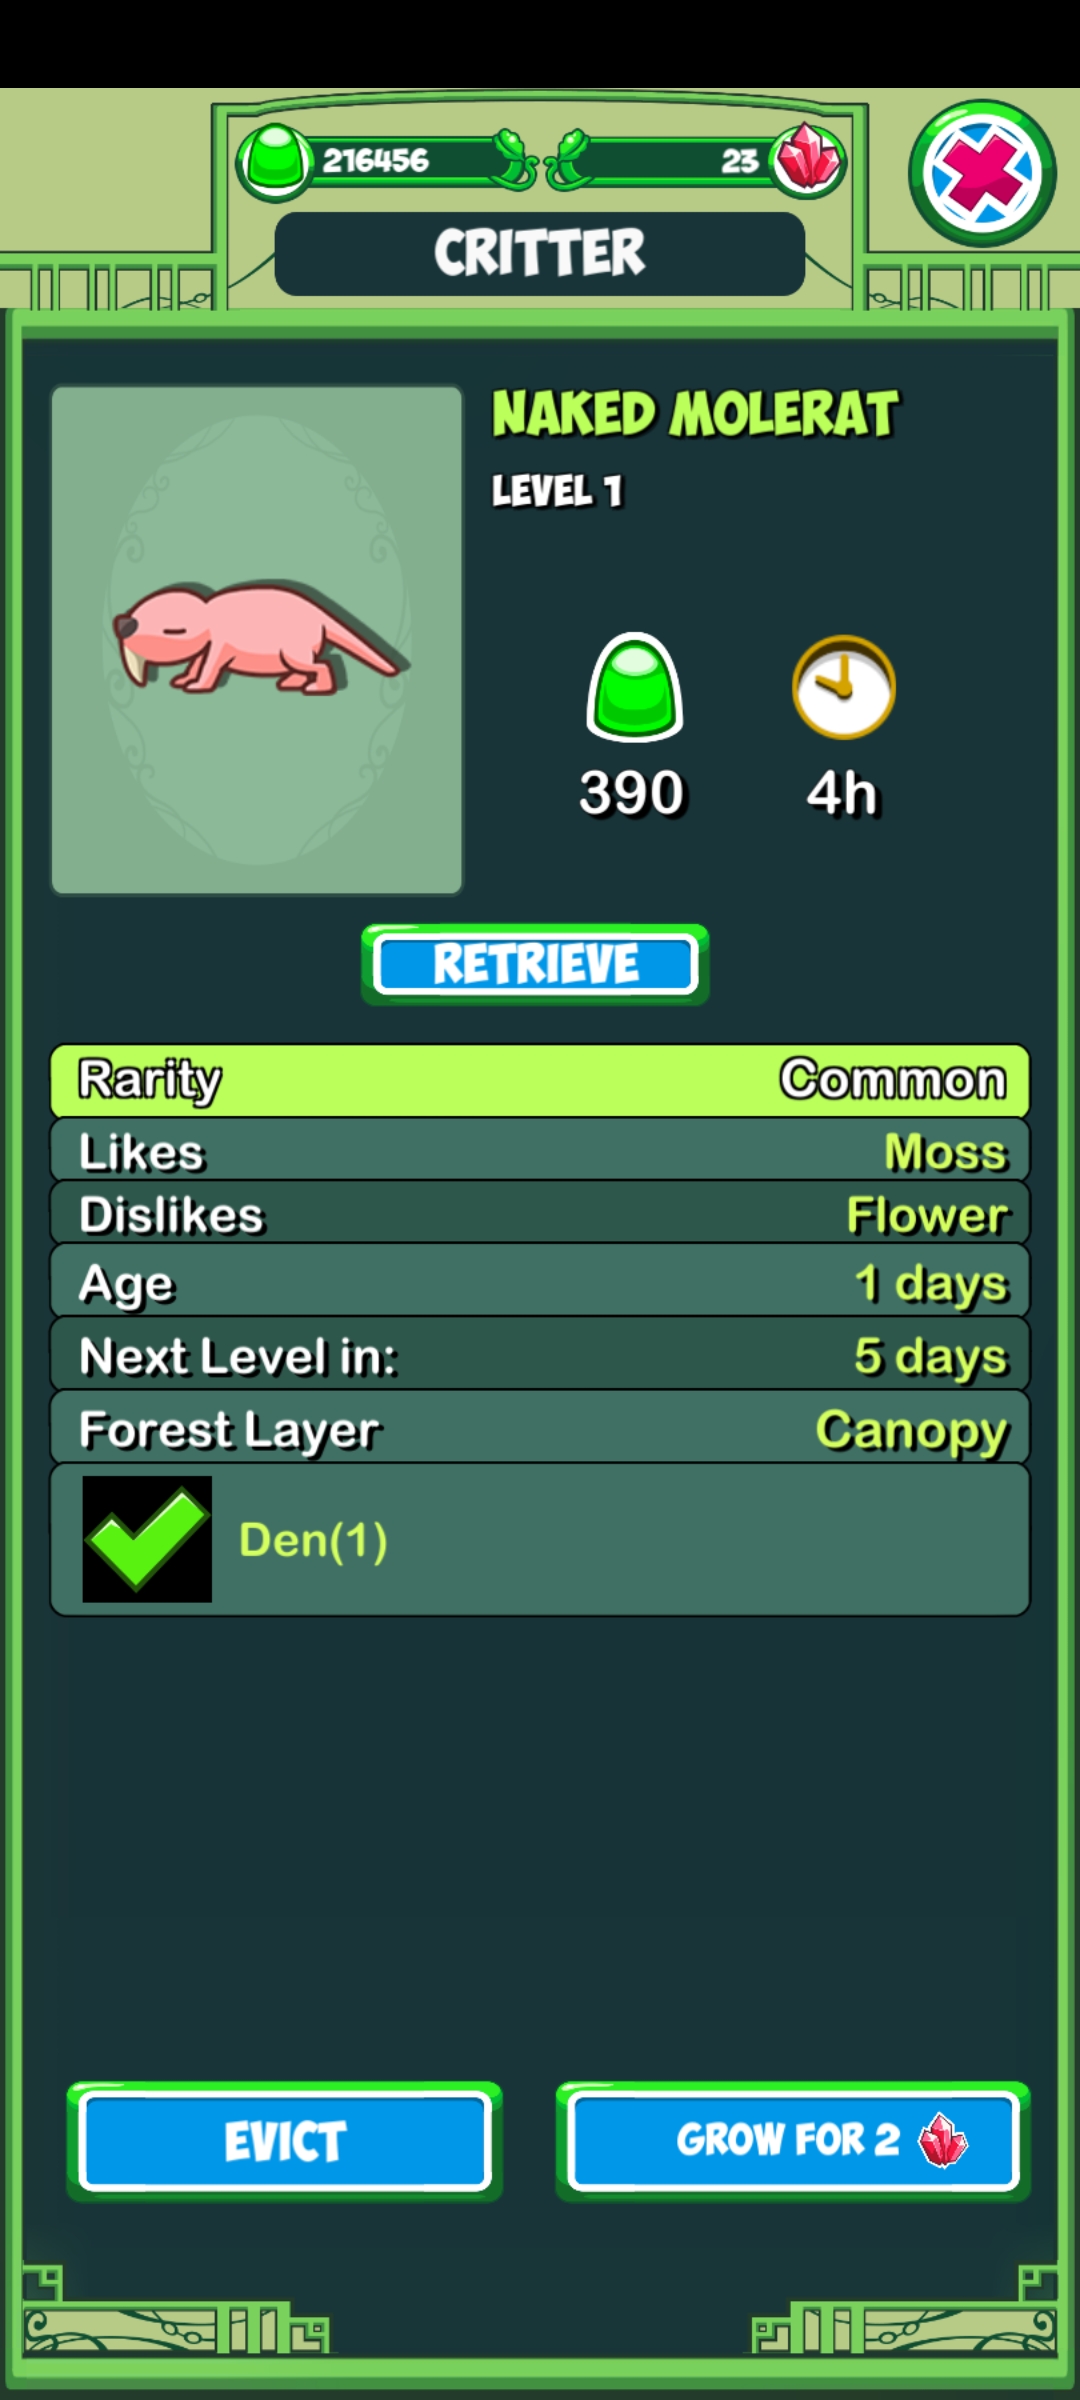 216456
23
CRITTER
NAKED MOLERAT
LEVEL 1
390
4h
RETRIEVE
Rarity Common
Likes Moss
Dislikes Flower
Age 1 days
Next Level in: 5 days
Forest Layer Canopy
Den(1)
EVICT
GROW FOR 2